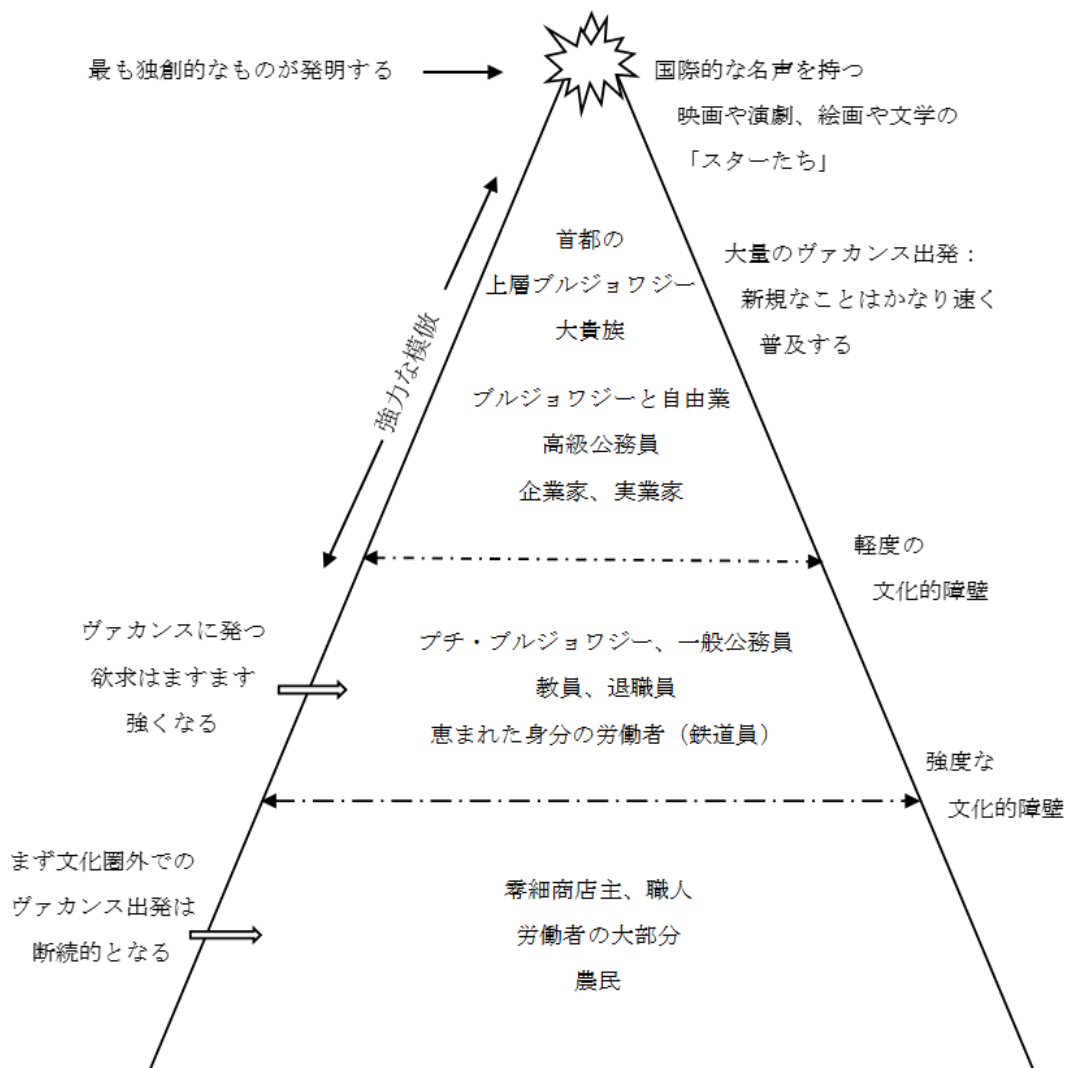 最も独創的なものが発明する
国際的な名声を持つ
映画や演劇、絵画や文学の
「スターたち」
首都の
上層ブルジョワジー
大貴族
大量のヴァカンス出発：
新規なことはかなり速く
普及する
強力な模倣
ブルジョワジーと自由業
高級公務員
企業家、実業家
軽度の
文化的障壁
ヴァカンスに発つ
欲求はますます
強くなる
プチ・ブルジョワジー、一般公務員
教員、退職員
恵まれた身分の労働者（鉄道員）
強度な
文化的障壁
まず文化圏外での
ヴァカンス出発は
断続的となる
零細商店主、職人
労働者の大部分
農民